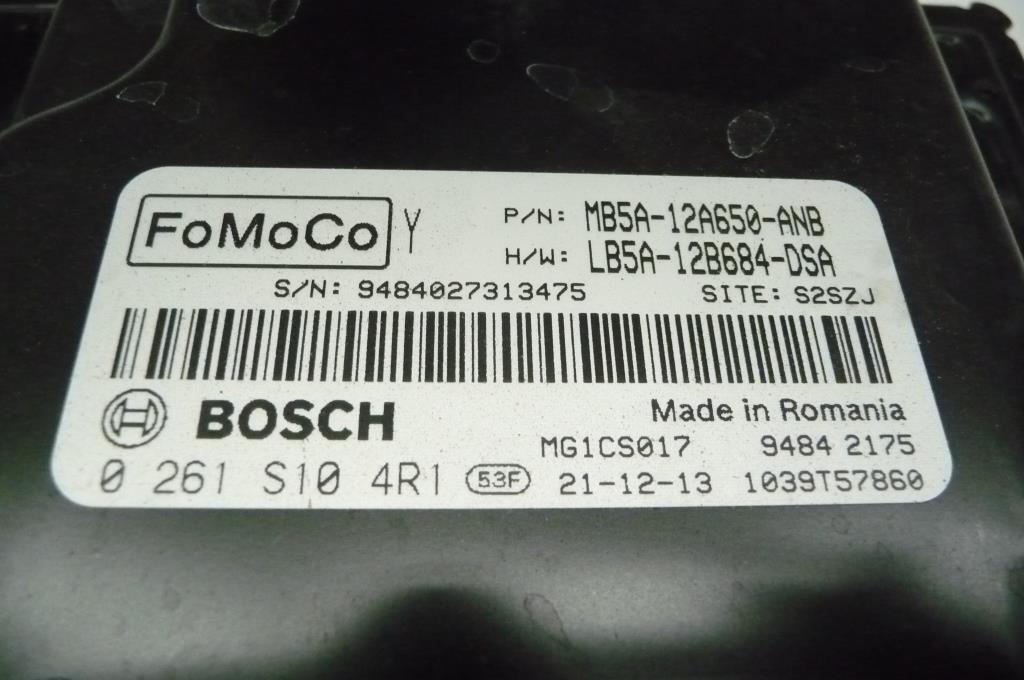 FoMoCo Y P/N: MB5A-12A650-ANB
H/W: LB5A-12B684-DSA
S/N: 9484027313475 SITE: S2SZJ
BOSCH Made in Romania
MG1CS017 9484 2175
0 261 S10 4R1 53F 21-12-13 1039T57860